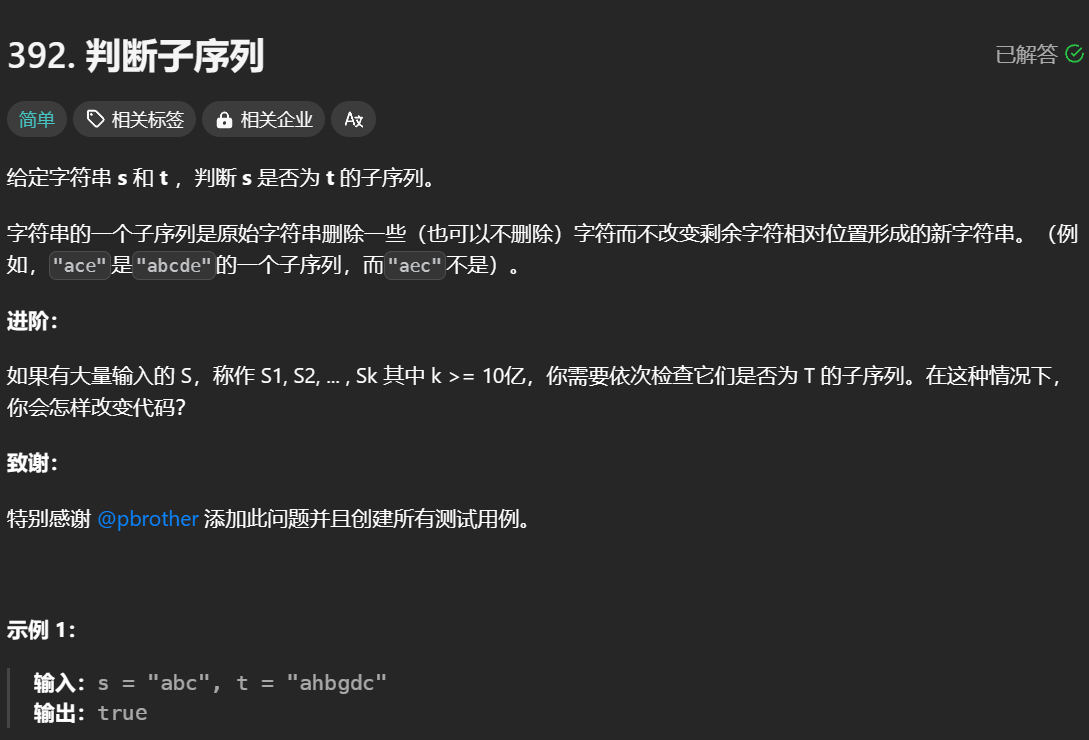 392. 判断子序列
已解答
简单
相关标签
相关企业
给定字符串 s 和 t ，判断 s 是否为 t 的子序列。
字符串的一个子序列是原始字符串删除一些（也可以不删除）字符而不改变剩余字符相对位置形成的新字符串。（例
如，"ace"是"abcde"的一个子序列，而"aec"不是）。
进阶：
如果有大量输入的 S，称作 S1, S2, ... , Sk 其中 k >= 10亿，你需要依次检查它们是否为 T 的子序列。在这种情况下，
你会怎样改变代码？
致谢：
特别感谢 @pbrother 添加此问题并且创建所有测试用例。
示例 1：
输入：s = "abc", t = "ahbgdc"
输出：true